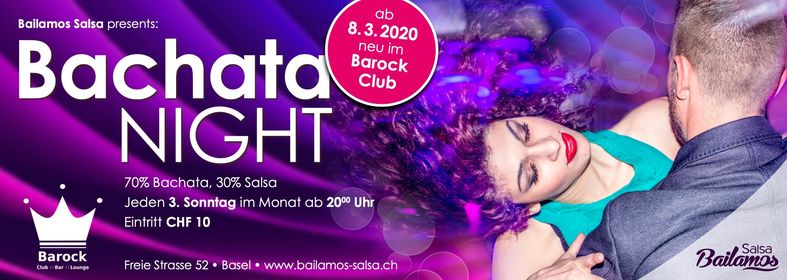 Bailamos Salsa presents:
Bachata
NIGHT
ab
8.3.2020
neu im
Barock
Club
70% Bachata, 30% Salsa
Jeden 3. Sonntag im Monat ab 20⁰⁰ Uhr
Eintritt CHF 10
Barock
Club // Bar // Lounge
Freie Strasse 52 • Basel • www.bailamos-salsa.ch
Salsa
Bailamos